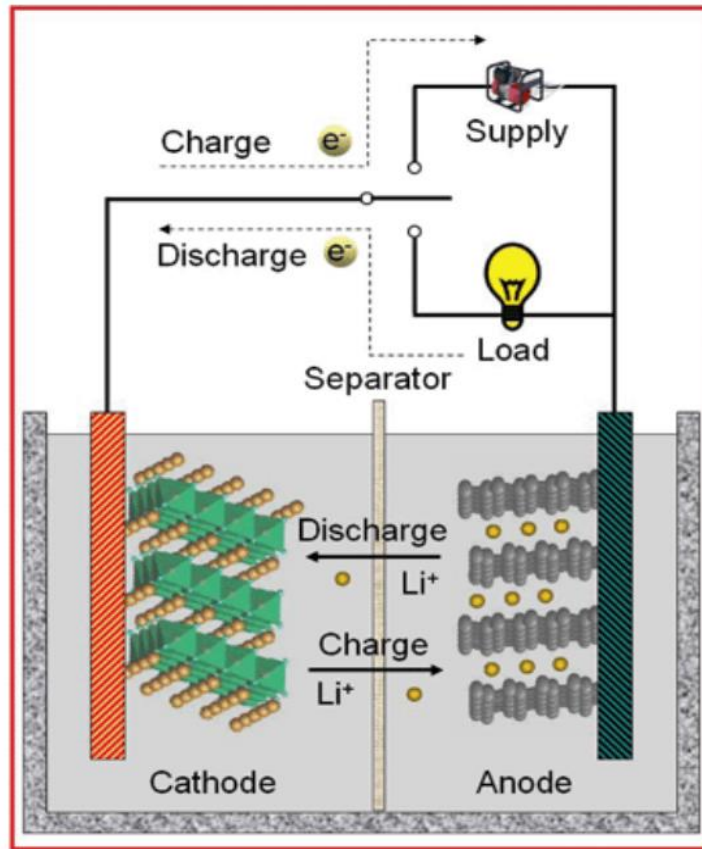 Charge e-
Supply
Discharge e-
Load
Separator
Discharge
Li+
Charge
Li+
Cathode
Anode